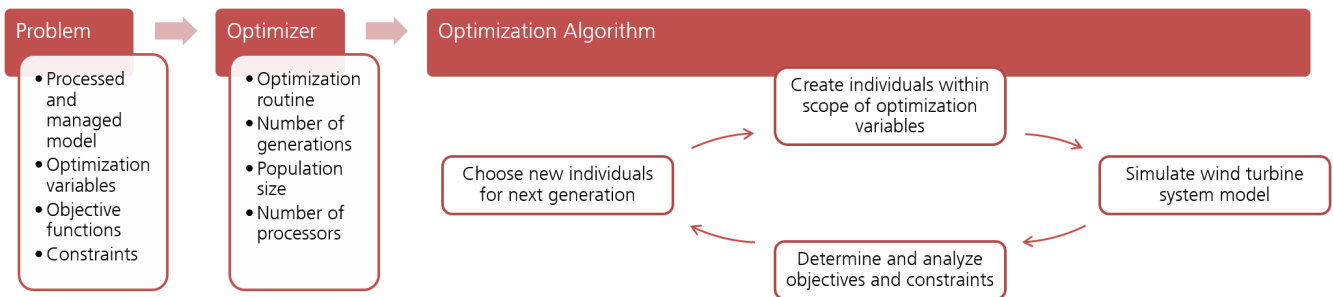 Problem
• Processed
and
managed
model
• Optimization
variables
• Objective
functions
• Constraints
Optimizer
• Optimization
routine
• Number of
generations
• Population
size
• Number of
processors
Optimization Algorithm
Create individuals within
scope of optimization
variables
Simulate wind turbine
system model
Determine and analyze
objectives and constraints
Choose new individuals
for next generation